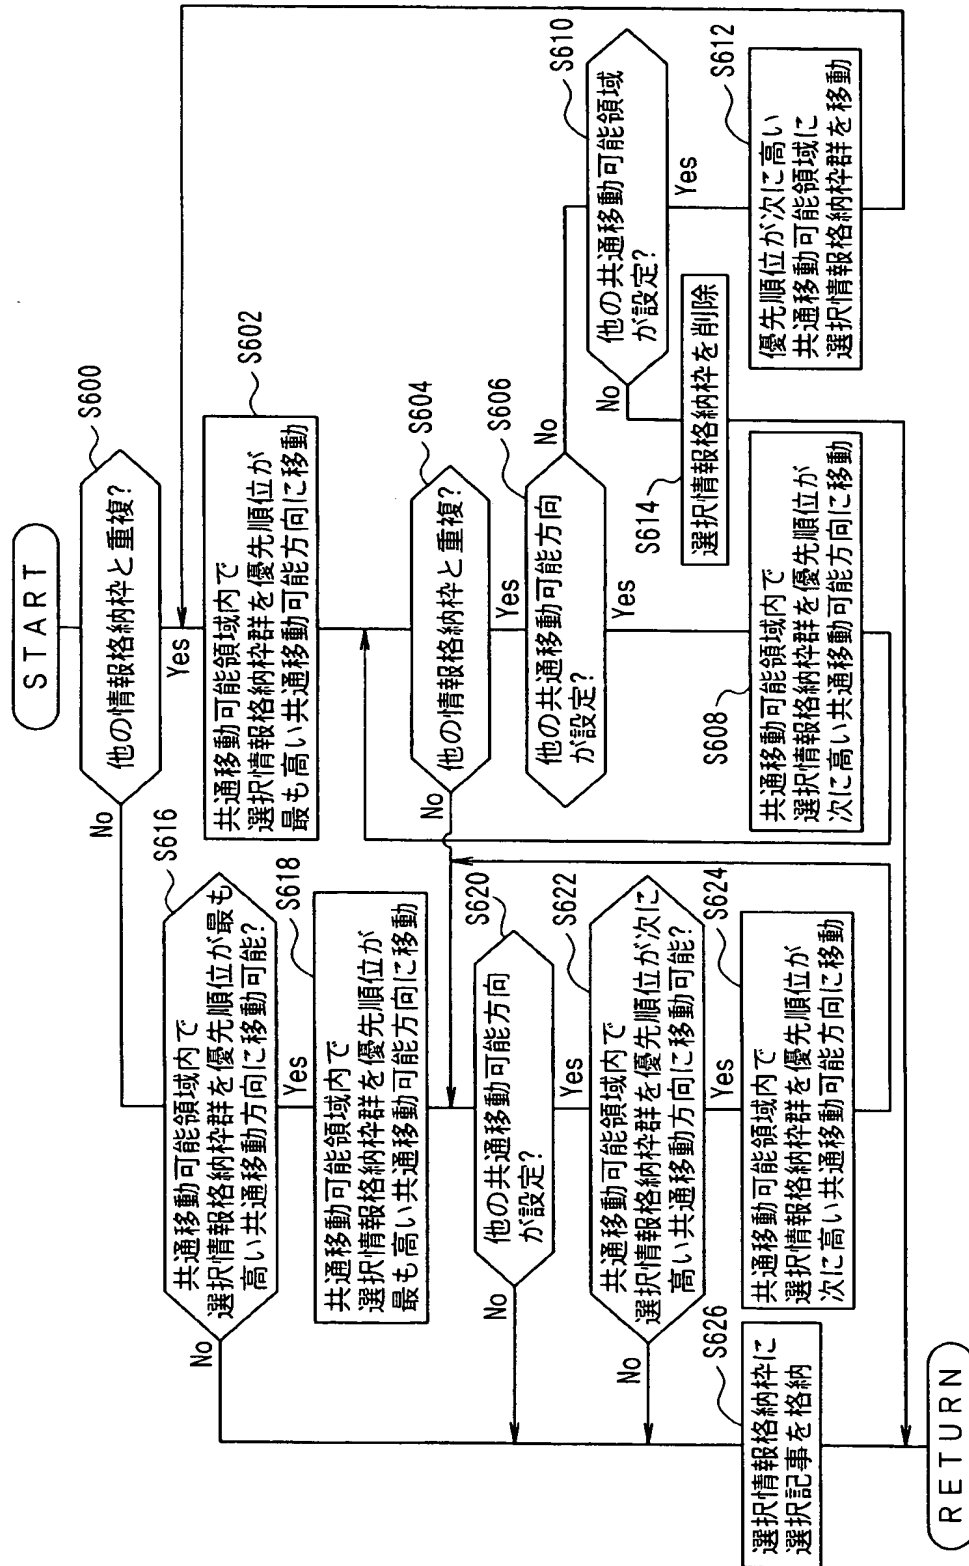 START
S600
他の情報格納枠と重複?
Yes
No
S602
共通移動可能領域内で
選択情報格納枠群を優先順位が
最も高い共通移動可能方向に移動
S604
他の情報格納枠と重複?
Yes
No
S606
他の共通移動可能方向
が設定?
Yes
No
S608
共通移動可能領域内で
選択情報格納枠群を優先順位が
次に高い共通移動可能方向に移動
S610
他の共通移動可能領域
が設定?
Yes
No
S612
優先順位が次に高い
共通移動可能領域に
選択情報格納枠群を移動
S614
選択情報格納枠を削除
S616
共通移動可能領域内で
選択情報格納枠群を優先順位が最も
高い共通移動方向に移動可能?
Yes
No
S618
共通移動可能領域内で
選択情報格納枠群を優先順位が
最も高い共通移動可能方向に移動
S620
他の共通移動可能方向
が設定?
Yes
No
S622
共通移動可能領域内で
選択情報格納枠群を優先順位が次に
高い共通移動方向に移動可能?
Yes
No
S624
共通移動可能領域内で
選択情報格納枠群を優先順位が
次に高い共通移動可能方向に移動
S626
選択情報格納枠に
選択記事を格納
RETURN